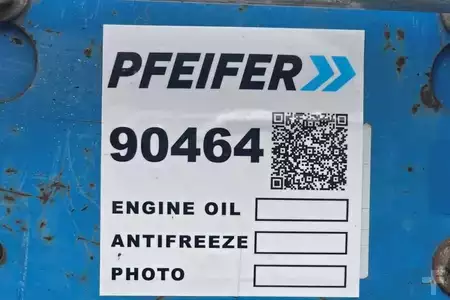 PFEIFER
90464
ENGINE OIL
ANTIFREEZE
PHOTO